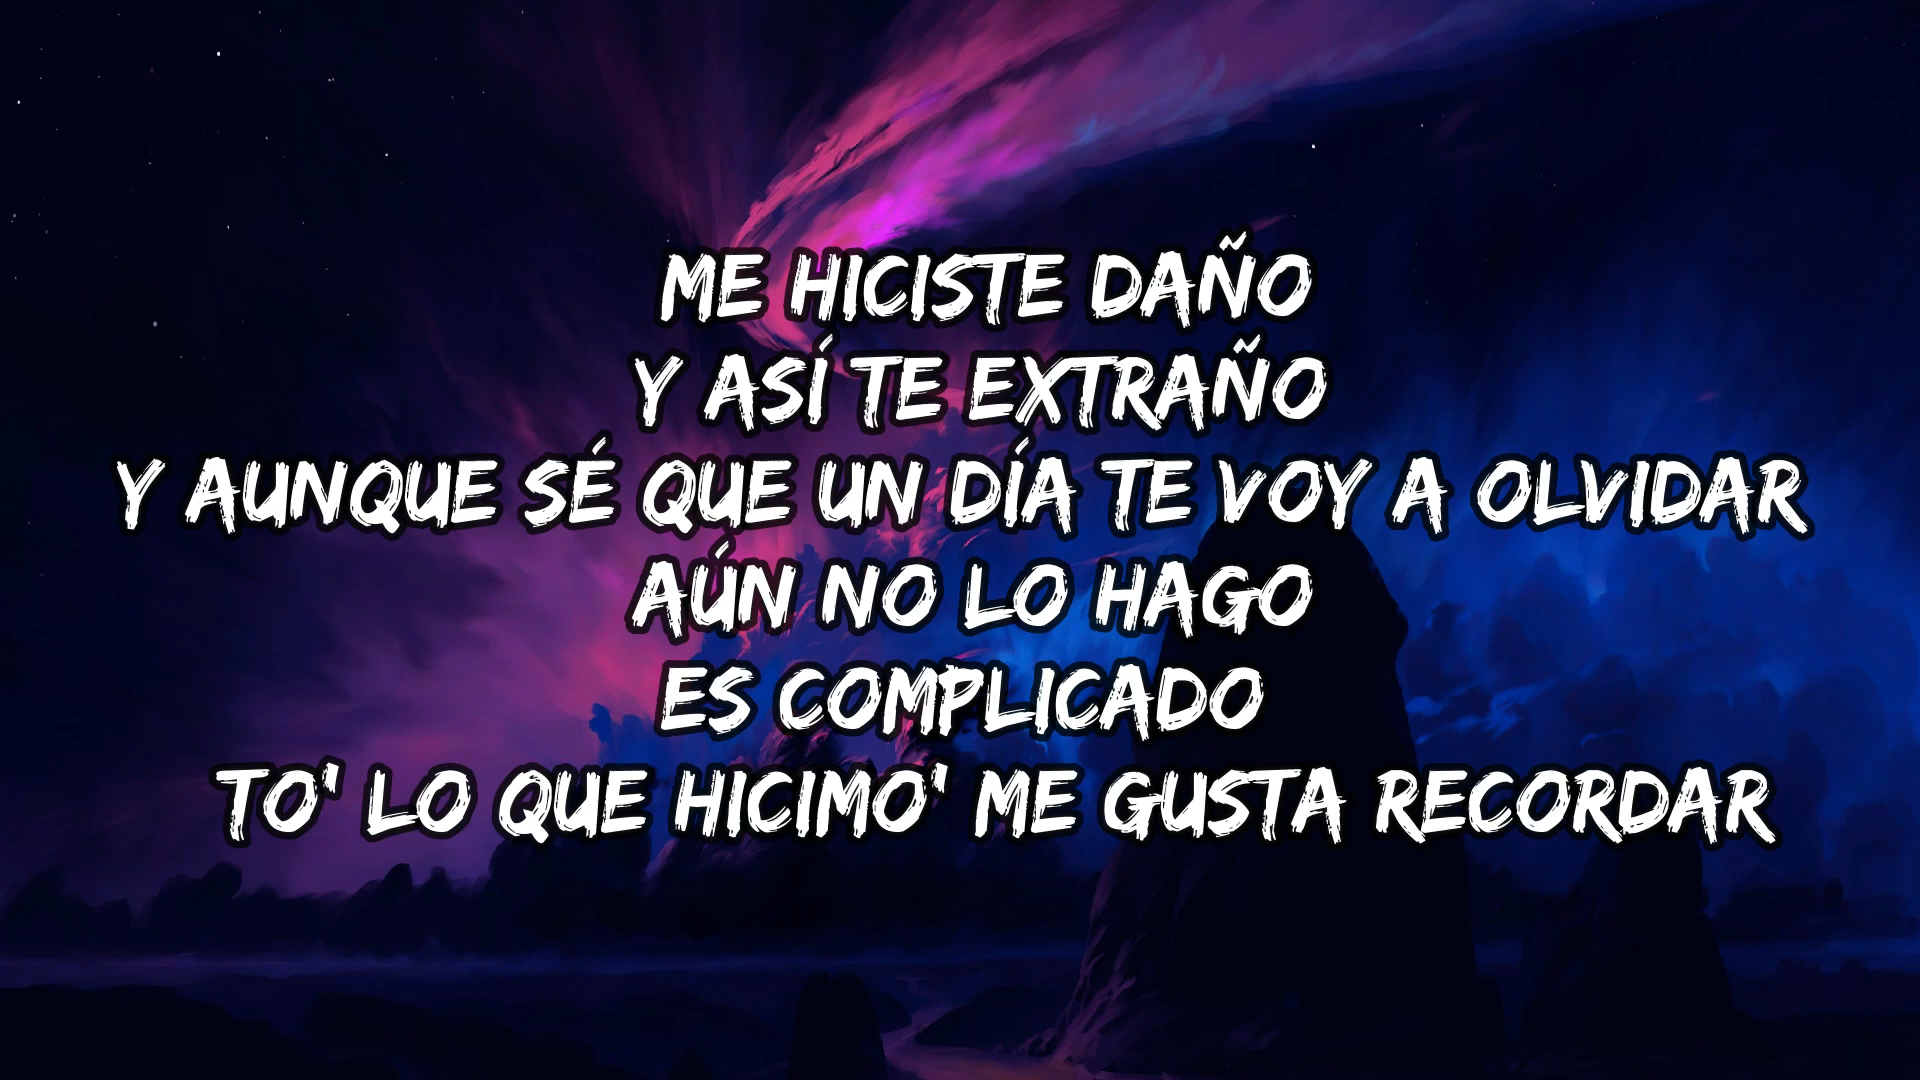 ME HICISTE DAÑO
Y ASÍ TE EXTRAÑO
Y AUNQUE SÉ QUE UN DÍA TE VOY A OLVIDAR
AÚN NO LO HAGO
ES COMPLICADO
TO' LO QUE HICIMO' ME GUSTA RECORDAR